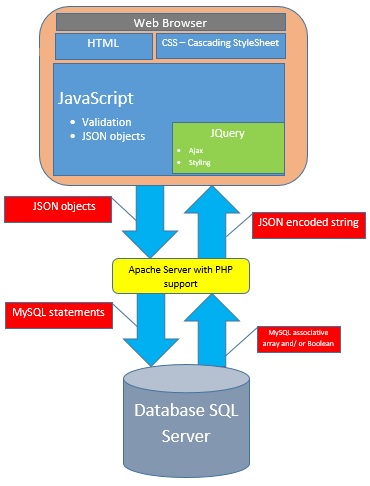 Web Browser
HTML
CSS – Cascading StyleSheet
JavaScript
• Validation
• JSON objects
JQuery
• Ajax
• Styling
JSON objects
JSON encoded string
Apache Server with PHP
support
MySQL statements
MySQL associative
array and/ or Boolean
Database SQL
Server